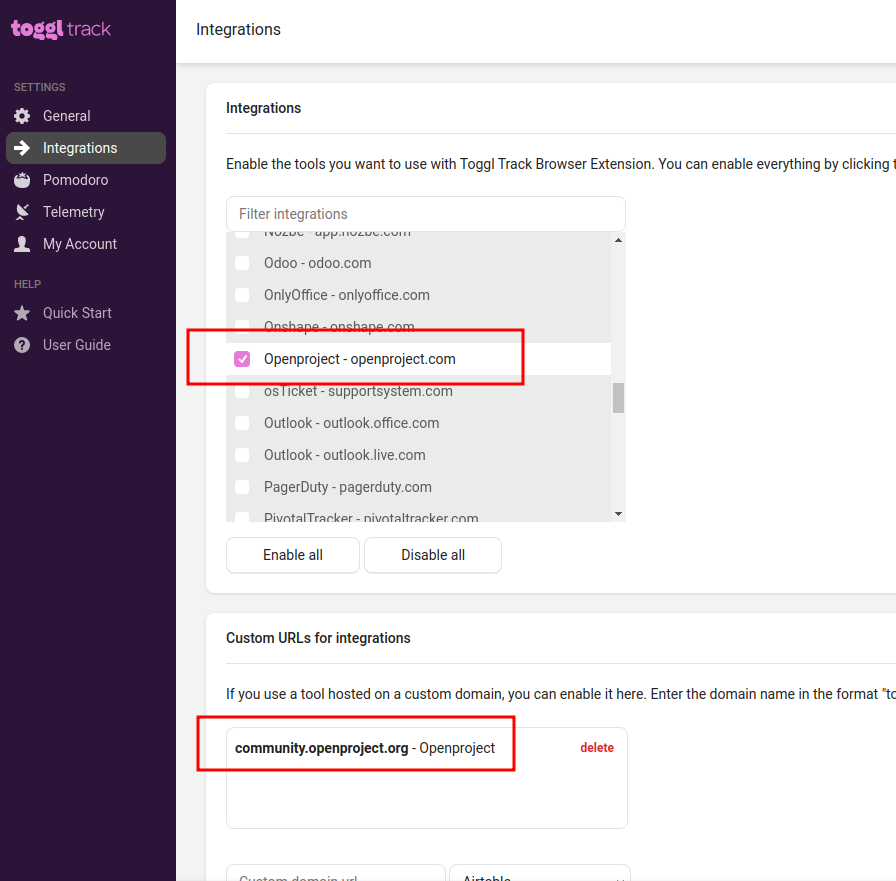 toggl track
Integrations
SETTINGS
General
Integrations
Pomodoro
Telemetry
My Account
HELP
Quick Start
User Guide
Integrations
Enable the tools you want to use with Toggl Track Browser Extension. You can enable everything by clicking
Filter integrations
Nozbe - app.nozbe.com
Odoo - odoo.com
OnlyOffice - onlyoffice.com
Onshape - onshape.com
Openproject - openproject.com
osTicket - supportsystem.com
Outlook - outlook.office.com
Outlook - outlook.live.com
PagerDuty - pagerduty.com
PivotalTracker - pivotaltracker.com
Enable all
Disable all
Custom URLs for integrations
If you use a tool hosted on a custom domain, you can enable it here. Enter the domain name in the format
community.openproject.org - Openproject
delete
Custom domain url
Airtable